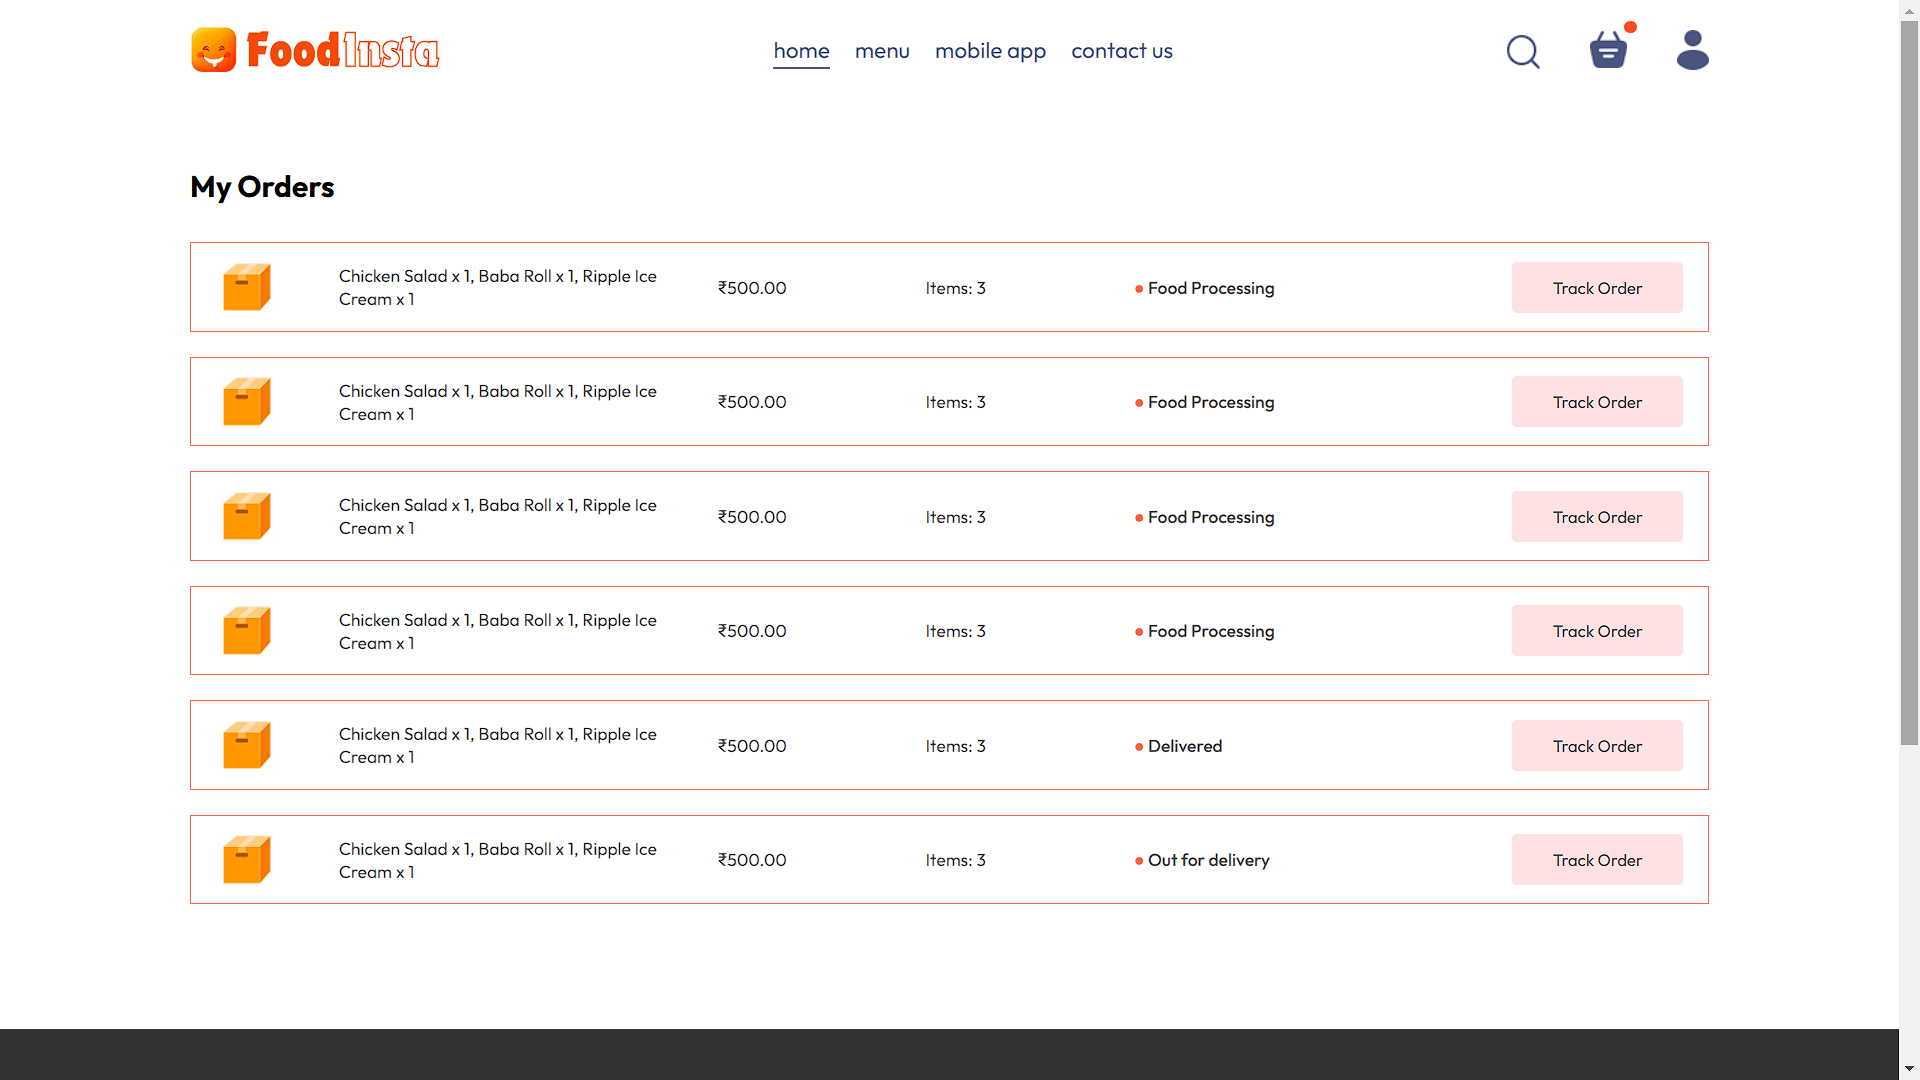 Food Insta
home menu mobile app contact us
My Orders
Chicken Salad x 1, Baba Roll x 1, Ripple Ice
Cream x 1
₹500.00
Items: 3
Food Processing
Track Order
Chicken Salad x 1, Baba Roll x 1, Ripple Ice
Cream x 1
₹500.00
Items: 3
Food Processing
Track Order
Chicken Salad x 1, Baba Roll x 1, Ripple Ice
Cream x 1
₹500.00
Items: 3
Food Processing
Track Order
Chicken Salad x 1, Baba Roll x 1, Ripple Ice
Cream x 1
₹500.00
Items: 3
Food Processing
Track Order
Chicken Salad x 1, Baba Roll x 1, Ripple Ice
Cream x 1
₹500.00
Items: 3
Delivered
Track Order
Chicken Salad x 1, Baba Roll x 1, Ripple Ice
Cream x 1
₹500.00
Items: 3
Out for delivery
Track Order